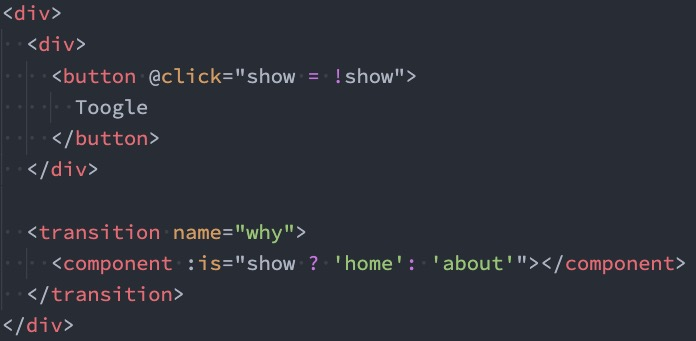 <div>
  <div>
    <button @click="show = !show">
      Toogle
    </button>
  </div>

  <transition name="why">
    <component :is="show ? 'home': 'about'"></component>
  </transition>
</div>